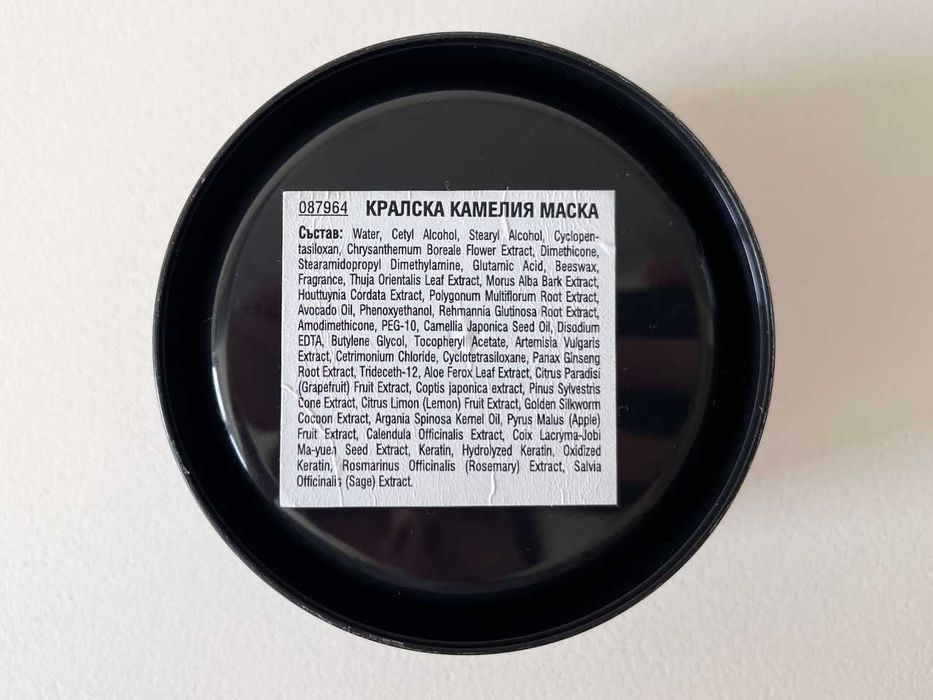 087964 КРАЛСКА КАМЕЛИЯ МАСКА
Състав: Water, Cetyl Alcohol, Stearyl Alcohol, Cyclopen-
tasiloxan, Chrysanthemum Boreale Flower Extract, Dimethicone,
Stearamidopropyl Dimethylamine, Glutamic Acid, Beeswax,
Fragrance, Thuja Orientalis Leaf Extract, Morus Alba Bark Extract,
Houttuynia Cordata Extract, Polygonum Multiflorum Root Extract,
Avocado Oil, Phenoxyethanol, Rehmannia Glutinosa Root Extract,
Amodimethicone, PEG-10, Camellia Japonica Seed Oil, Disodium
EDTA, Butylene Glycol, Tocopheryl Acetate, Artemisia Vulgaris
Extract, Cetrimonium Chloride, Cyclotetrasiloxane, Panax Ginseng
Root Extract, Trideceth-12, Aloe Ferox Leaf Extract, Citrus Paradisi
(Grapefruit) Fruit Extract, Coptis japonica extract, Pinus Sylvestris
Cone Extract, Citrus Limon (Lemon) Fruit Extract, Golden Silkworm
Cocoon Extract, Argania Spinosa Kernel Oil, Pyrus Malus (Apple)
Fruit Extract, Calendula Officinalis Extract, Coix Lacryma-Jobi
Ma-yuen Seed Extract, Keratin, Hydrolyzed Keratin, Oxidized
Keratin, Rosmarinus Officinalis (Rosemary) Extract, Salvia
Officinalis (Sage) Extract.